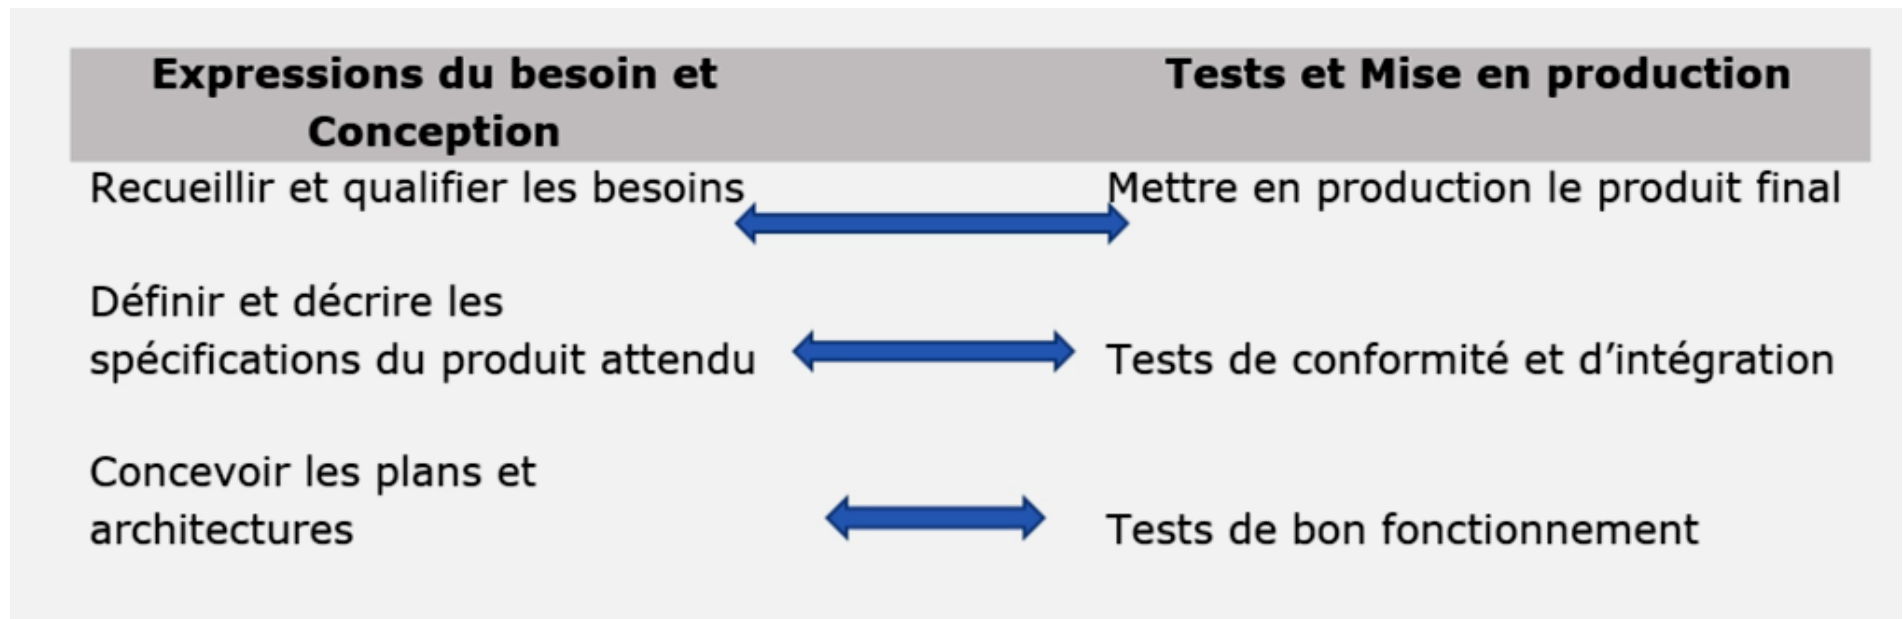 Expressions du besoin et
Conception
Tests et Mise en production
Recueillir et qualifier les besoins
Mettre en production le produit final
Définir et décrire les
spécifications du produit attendu
Tests de conformité et d’intégration
Concevoir les plans et
architectures
Tests de bon fonctionnement